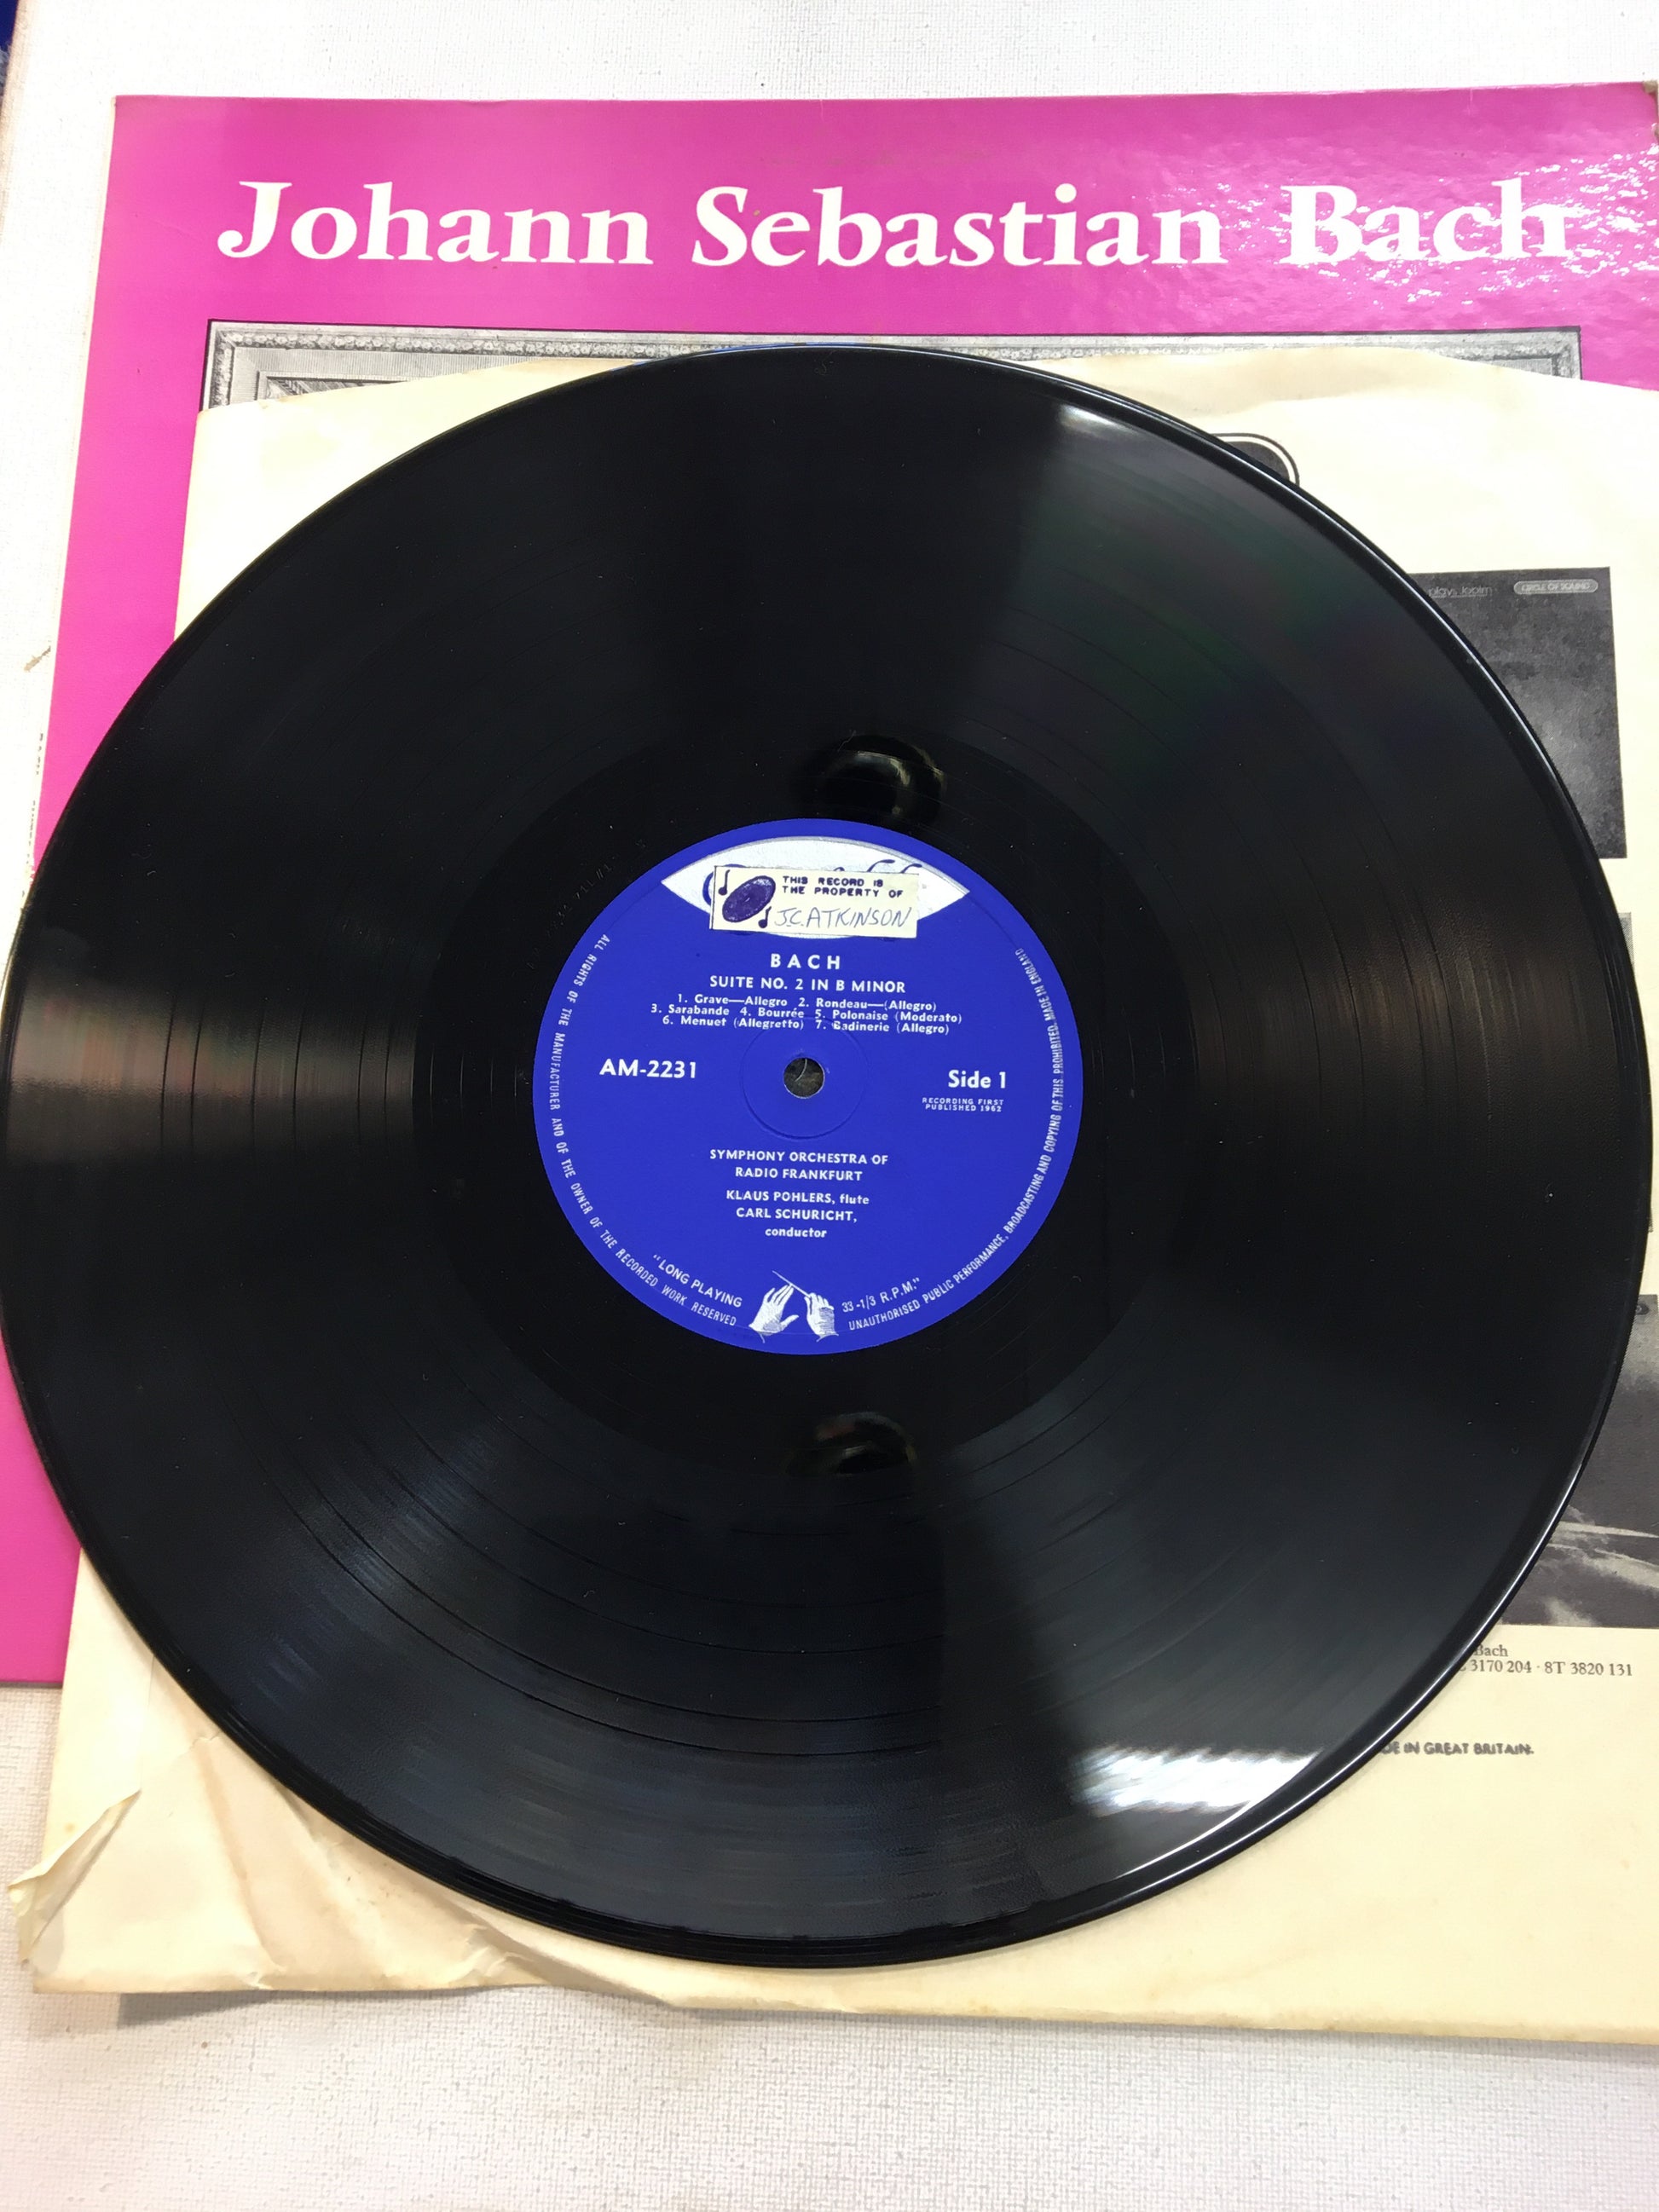 Johann Sebastian Bach
THIS RECORD IS
THE PROPERTY OF
J.C. ATKINSON
BACH
SUITE NO. 2 IN B MINOR
1. Grave—Allegro 2. Rondeau—(Allegro)
3. Sarabande 4. Bourrée 5. Polonaise (Moderato)
6. Menuet (Allegretto) 7. Badinerie (Allegro)
AM-2231
Side 1
RECORDING FIRST
PUBLISHED 1962
SYMPHONY ORCHESTRA OF
RADIO FRANKFURT
KLAUS POHLERS, flute
CARL SCHURICHT,
conductor
"LONG PLAYING
33-1/3 R.P.M."
ALL RIGHTS OF THE MANUFACTURER AND OF THE OWNER OF THE RECORDED WORK RESERVED
UNAUTHORISED PUBLIC PERFORMANCE, BROADCASTING AND COPYING OF THIS PROHIBITED. MADE IN ENGLAND
Bach
3170 204 · 8T 3820 131
IN GREAT BRITAIN.